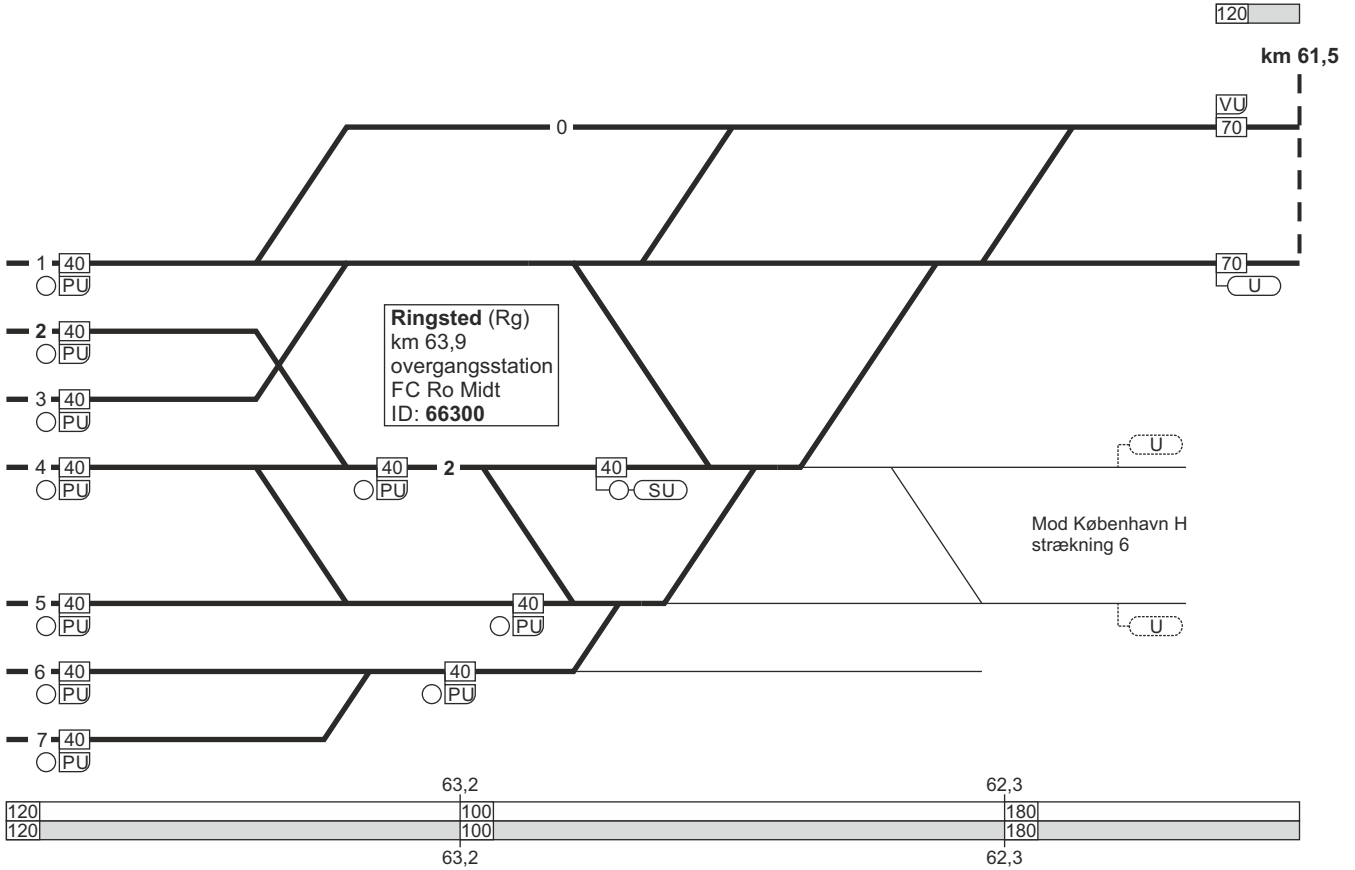 120
km 61,5
VU
0
70
1 40
70
PU
U
2 40
PU
Ringsted (Rg)
km 63,9
overgangsstation
FC Ro Midt
ID: 66300
3 40
PU
U
4 40
40 2
40
PU
PU
SU
Mod København H
strækning 6
5 40
40
PU
PU
U
6 40
40
PU
PU
7 40
PU
63,2
62,3
120
100
180
120
100
180
63,2
62,3